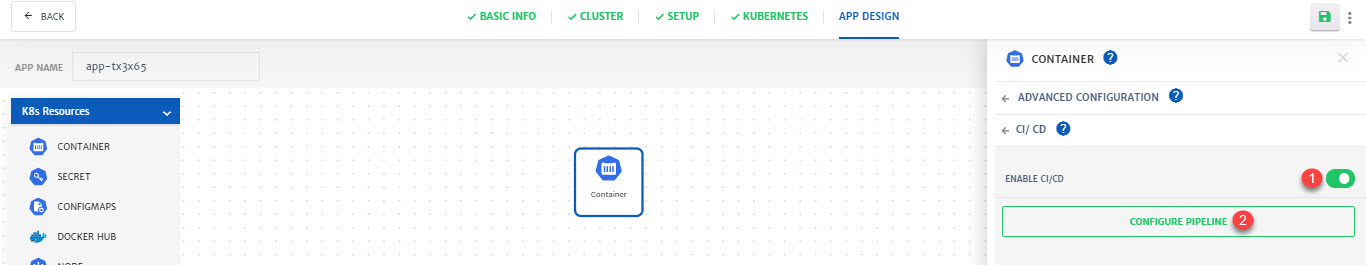 BACK
BASIC INFO
CLUSTER
SETUP
KUBERNETES
APP DESIGN
APP NAME
app-tx3x65
K8s Resources
CONTAINER
SECRET
CONFIGMAPS
DOCKER HUB
NODE
Container
CONTAINER ?
ADVANCED CONFIGURATION ?
CI/ CD ?
ENABLE CI/CD 1
CONFIGURE PIPELINE 2